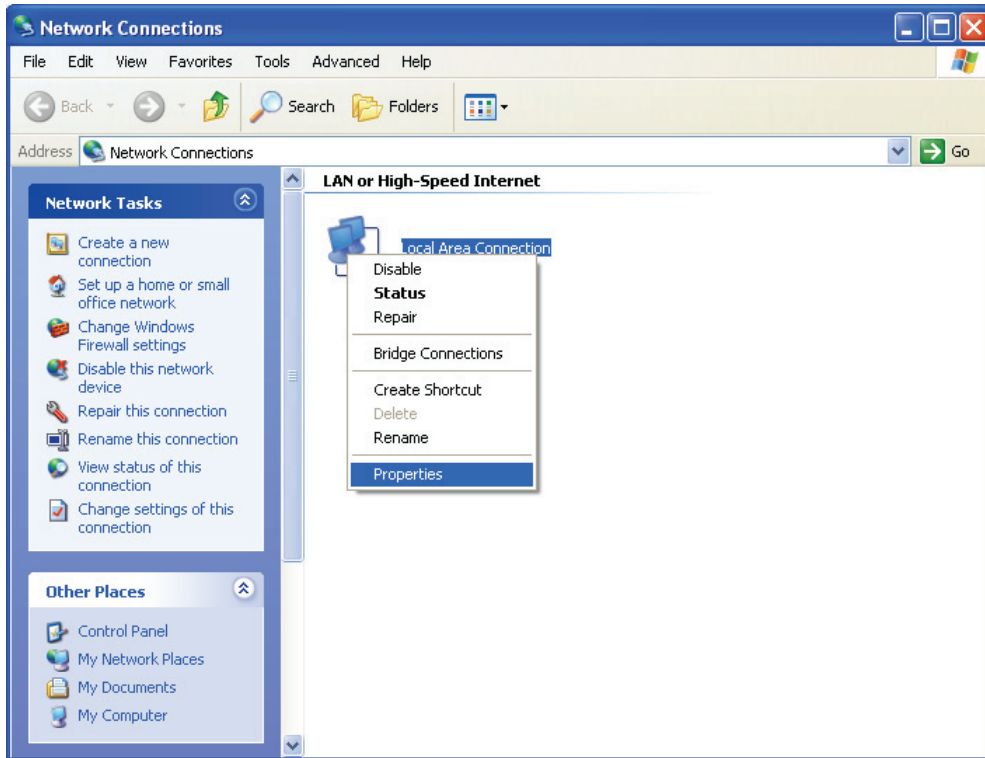 Network Connections
File Edit View Favorites Tools Advanced Help
Back Search Folders
Address Network Connections Go
Network Tasks
Create a new
connection
Set up a home or small
office network
Change Windows
Firewall settings
Disable this network
device
Repair this connection
Rename this connection
View status of this
connection
Change settings of this
connection
Other Places
Control Panel
My Network Places
My Documents
My Computer
LAN or High-Speed Internet
Local Area Connection
Disable
Status
Repair
Bridge Connections
Create Shortcut
Delete
Rename
Properties